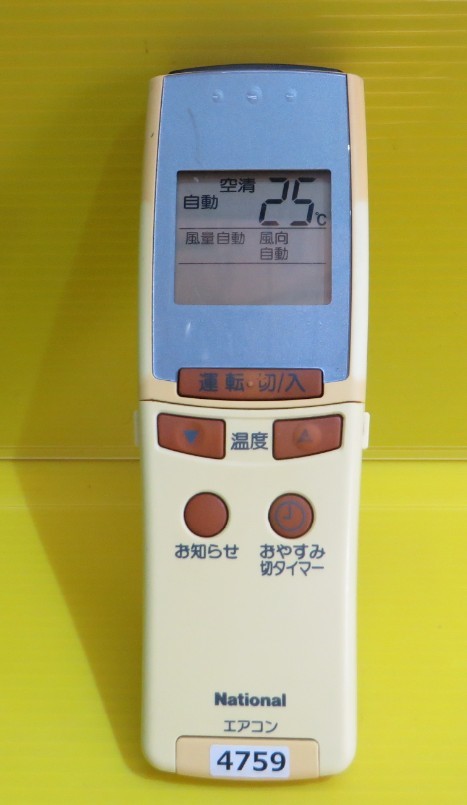 空清
自動 25℃
風量自動 風向
自動
運転・切/入
▼ 温度 ▲
お知らせ おやすみ
切タイマー
National
エアコン
4759